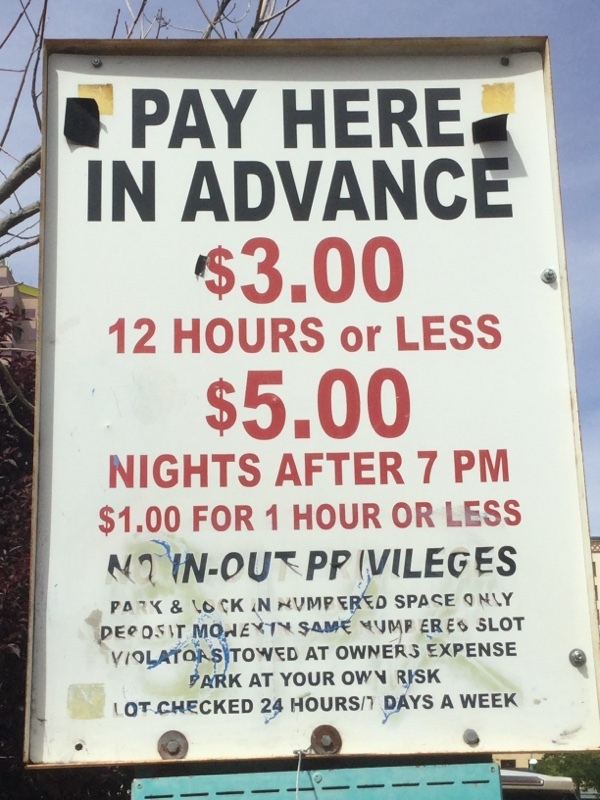 PAY HERE
IN ADVANCE
$3.00
12 HOURS or LESS
$5.00
NIGHTS AFTER 7 PM
$1.00 FOR 1 HOUR OR LESS
NO IN-OUT PRIVILEGES
PARK & LOCK IN NUMBERED SPACE ONLY
DEPOSIT MONEY IN SAME NUMBERED SLOT
VIOLATORS TOWED AT OWNERS EXPENSE
PARK AT YOUR OWN RISK
LOT CHECKED 24 HOURS/7 DAYS A WEEK